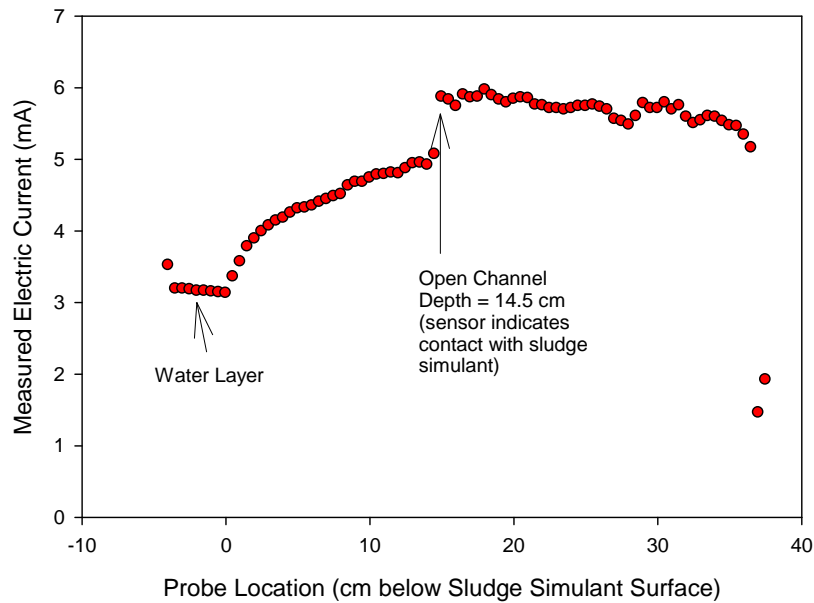 7
6
5
4
3
2
1
0
Measured Electric Current (mA)
Open Channel
Depth = 14.5 cm
(sensor indicates
contact with sludge
simulant)
Water Layer
-10 0 10 20 30 40
Probe Location (cm below Sludge Simulant Surface)